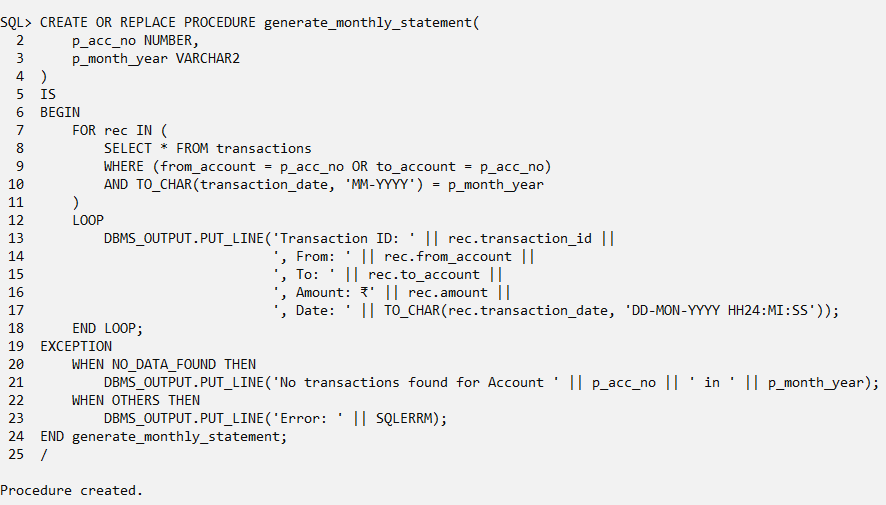 SQL> CREATE OR REPLACE PROCEDURE generate_monthly_statement(
  2      p_acc_no NUMBER,
  3      p_month_year VARCHAR2
  4  )
  5  IS
  6  BEGIN
  7      FOR rec IN (
  8          SELECT * FROM transactions
  9          WHERE (from_account = p_acc_no OR to_account = p_acc_no)
 10          AND TO_CHAR(transaction_date, 'MM-YYYY') = p_month_year
 11      )
 12      LOOP
 13          DBMS_OUTPUT.PUT_LINE('Transaction ID: ' || rec.transaction_id ||
 14                               ', From: ' || rec.from_account ||
 15                               ', To: ' || rec.to_account ||
 16                               ', Amount: ₹' || rec.amount ||
 17                               ', Date: ' || TO_CHAR(rec.transaction_date, 'DD-MON-YYYY HH24:MI:SS'));
 18      END LOOP;
 19  EXCEPTION
 20      WHEN NO_DATA_FOUND THEN
 21          DBMS_OUTPUT.PUT_LINE('No transactions found for Account ' || p_acc_no || ' in ' || p_month_year);
 22      WHEN OTHERS THEN
 23          DBMS_OUTPUT.PUT_LINE('Error: ' || SQLERRM);
 24  END generate_monthly_statement;
 25  /
Procedure created.